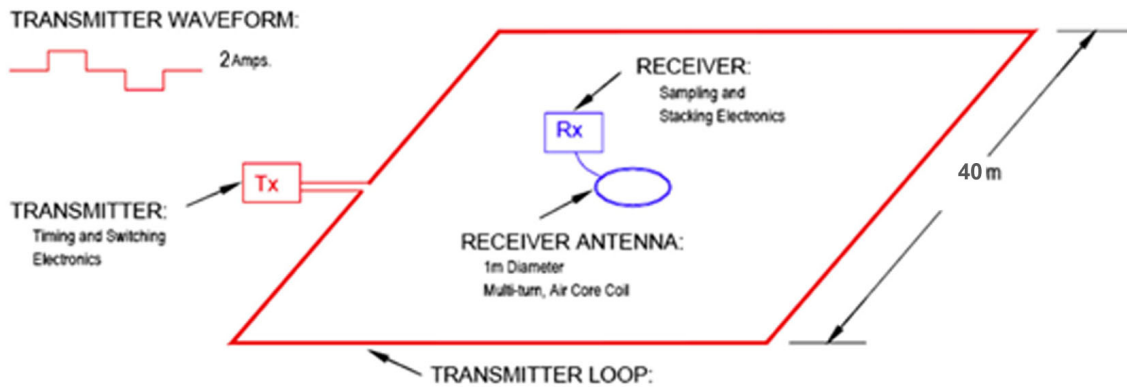 TRANSMITTER WAVEFORM:
2 Amps.
RECEIVER:
Sampling and
Stacking Electronics
Rx
Tx
40 m
TRANSMITTER:
Timing and Switching
Electronics
RECEIVER ANTENNA:
1m Diameter
Multi-turn, Air Core Coil
TRANSMITTER LOOP: